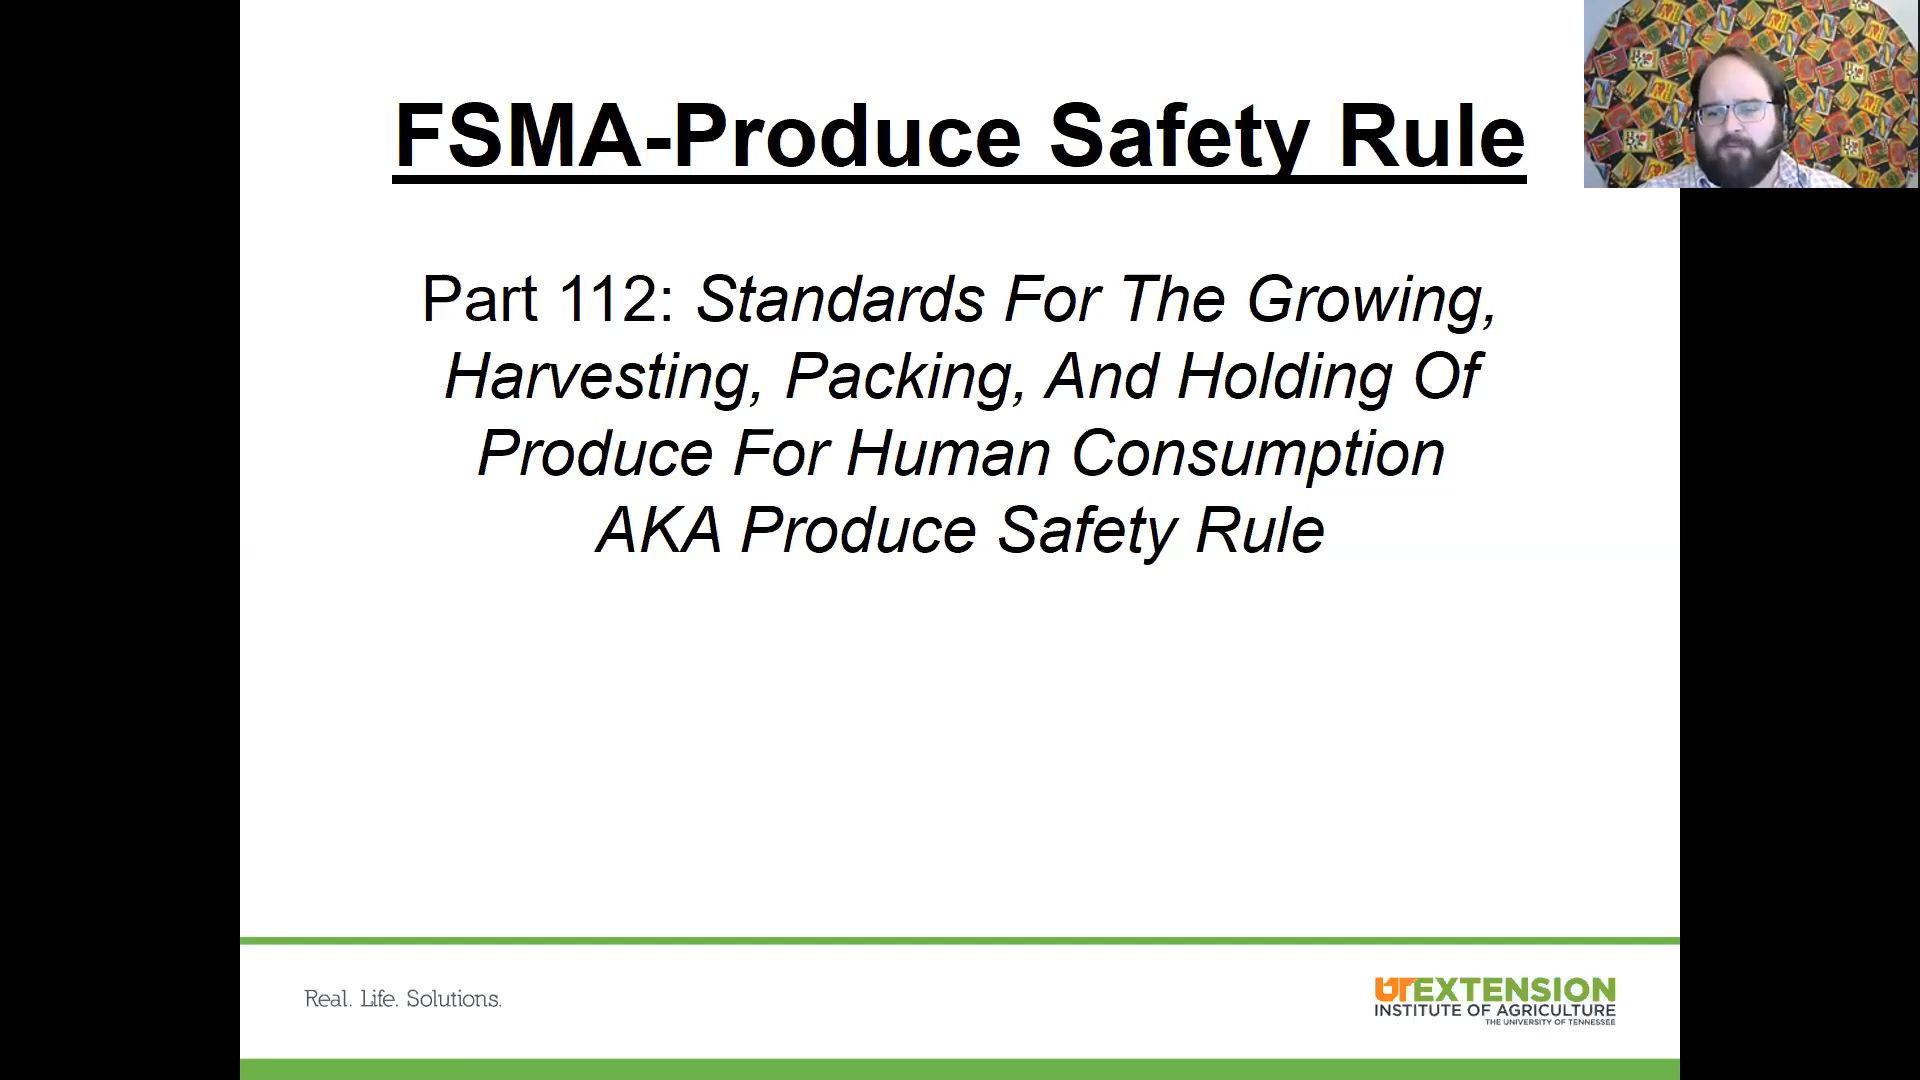 FSMA-Produce Safety Rule
Part 112: Standards For The Growing,
Harvesting, Packing, And Holding Of
Produce For Human Consumption
AKA Produce Safety Rule
Real. Life. Solutions.
UTEXTENSION
INSTITUTE OF AGRICULTURE
THE UNIVERSITY OF TENNESSEE